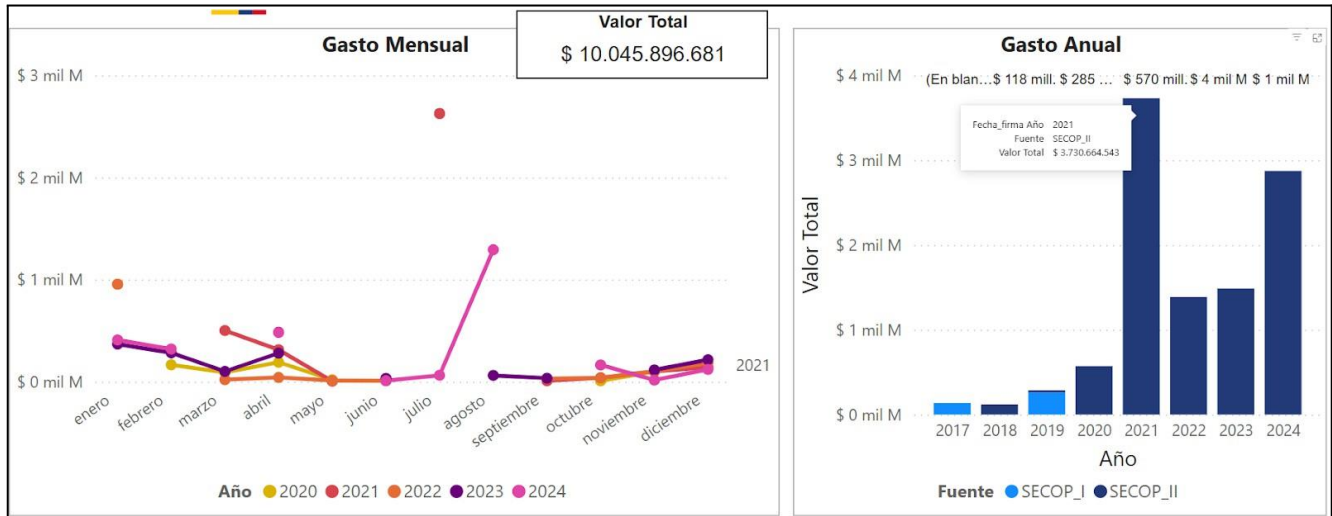 Valor Total
$ 10.045.896.681
Gasto Mensual
$ 3 mil M
$ 2 mil M
$ 1 mil M
$ 0 mil M
2021
enero
febrero
marzo
abril
mayo
junio
julio
agosto
septiembre
octubre
noviembre
diciembre
Año 2020 2021 2022 2023 2024
Gasto Anual
(En blan... $ 118 mill. $ 285 ... $ 570 mill. $ 4 mil M $ 1 mil M
Fecha_firma Año 2021
Fuente SECOP_II
Valor Total $ 3.730.664.543
Valor Total
$ 4 mil M
$ 3 mil M
$ 2 mil M
$ 1 mil M
$ 0 mil M
2017 2018 2019 2020 2021 2022 2023 2024
Año
Fuente SECOP_I SECOP_II